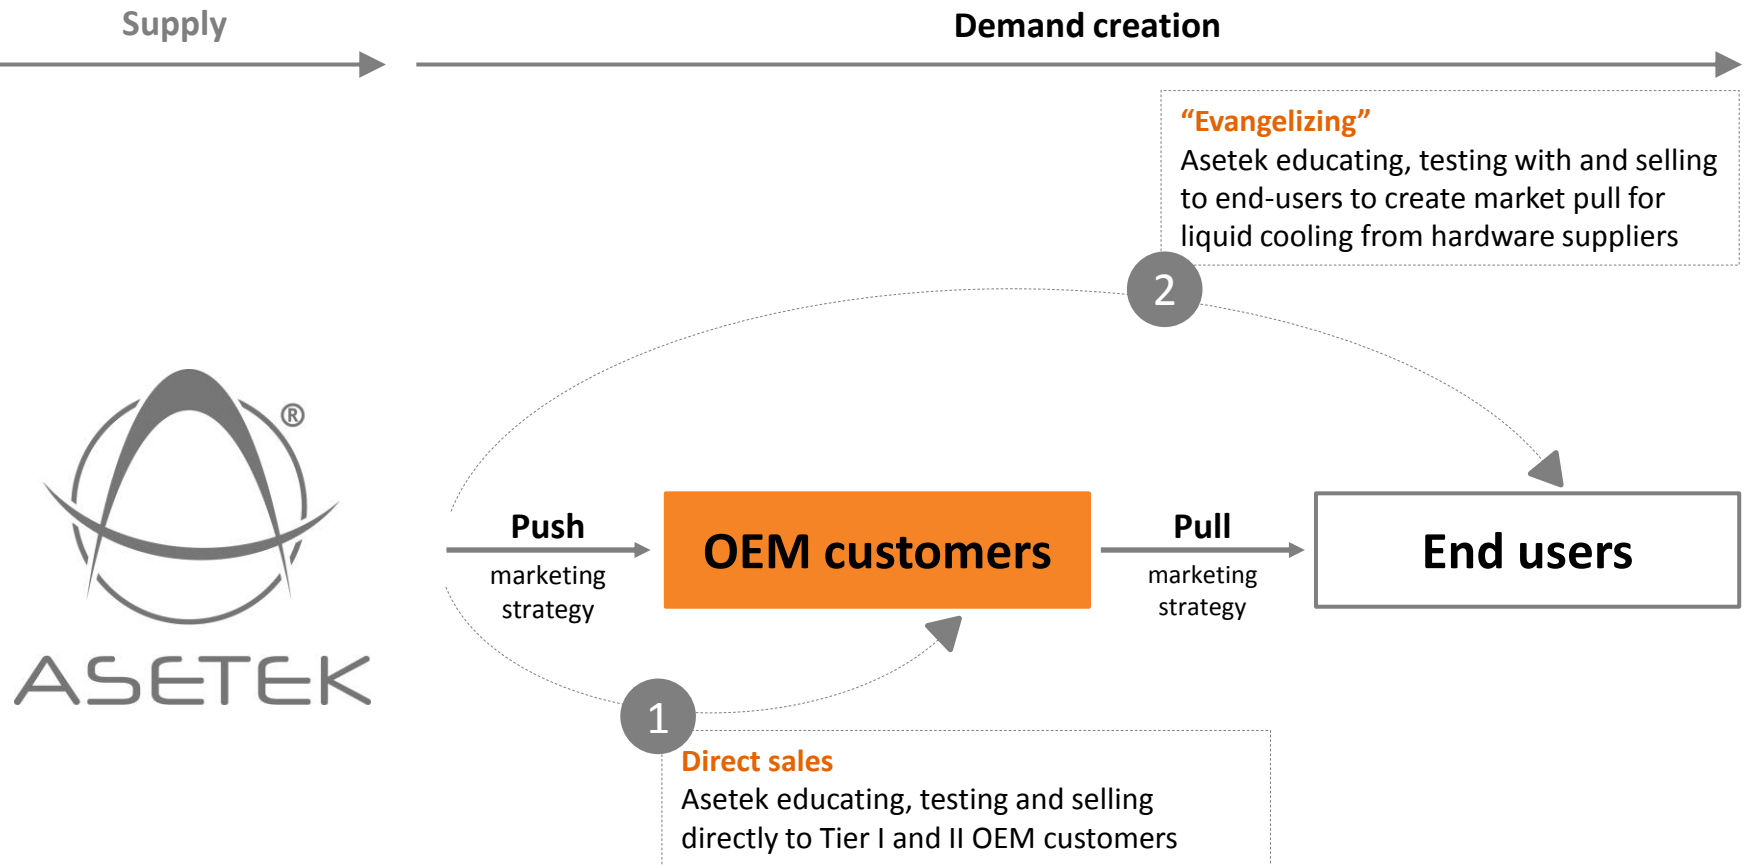 Supply
Demand creation
“Evangelizing”
Asetek educating, testing with and selling
to end-users to create market pull for
liquid cooling from hardware suppliers
2
®
ASETEK
Push
marketing
strategy
OEM customers
Pull
marketing
strategy
End users
1
Direct sales
Asetek educating, testing and selling
directly to Tier I and II OEM customers